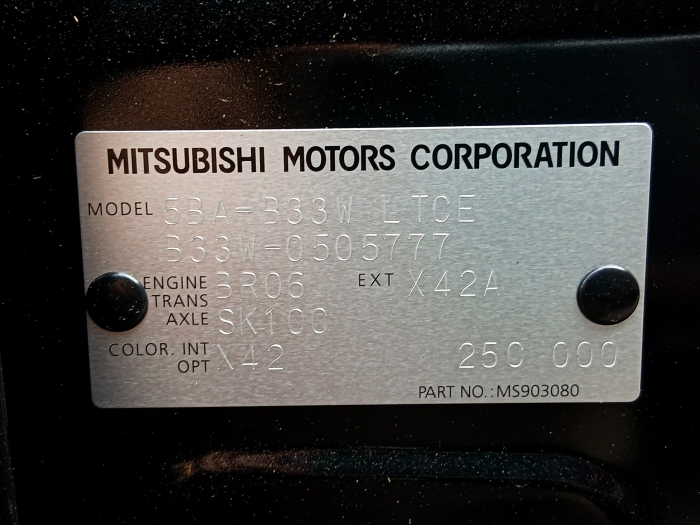 MITSUBISHI MOTORS CORPORATION
MODEL 5BA-B33W LTCE
B33W-0505777
ENGINE BR06 EXT X42A
TRANS
AXLE SK10C
COLOR. INT X42 25C 000
OPT
PART NO.:MS903080